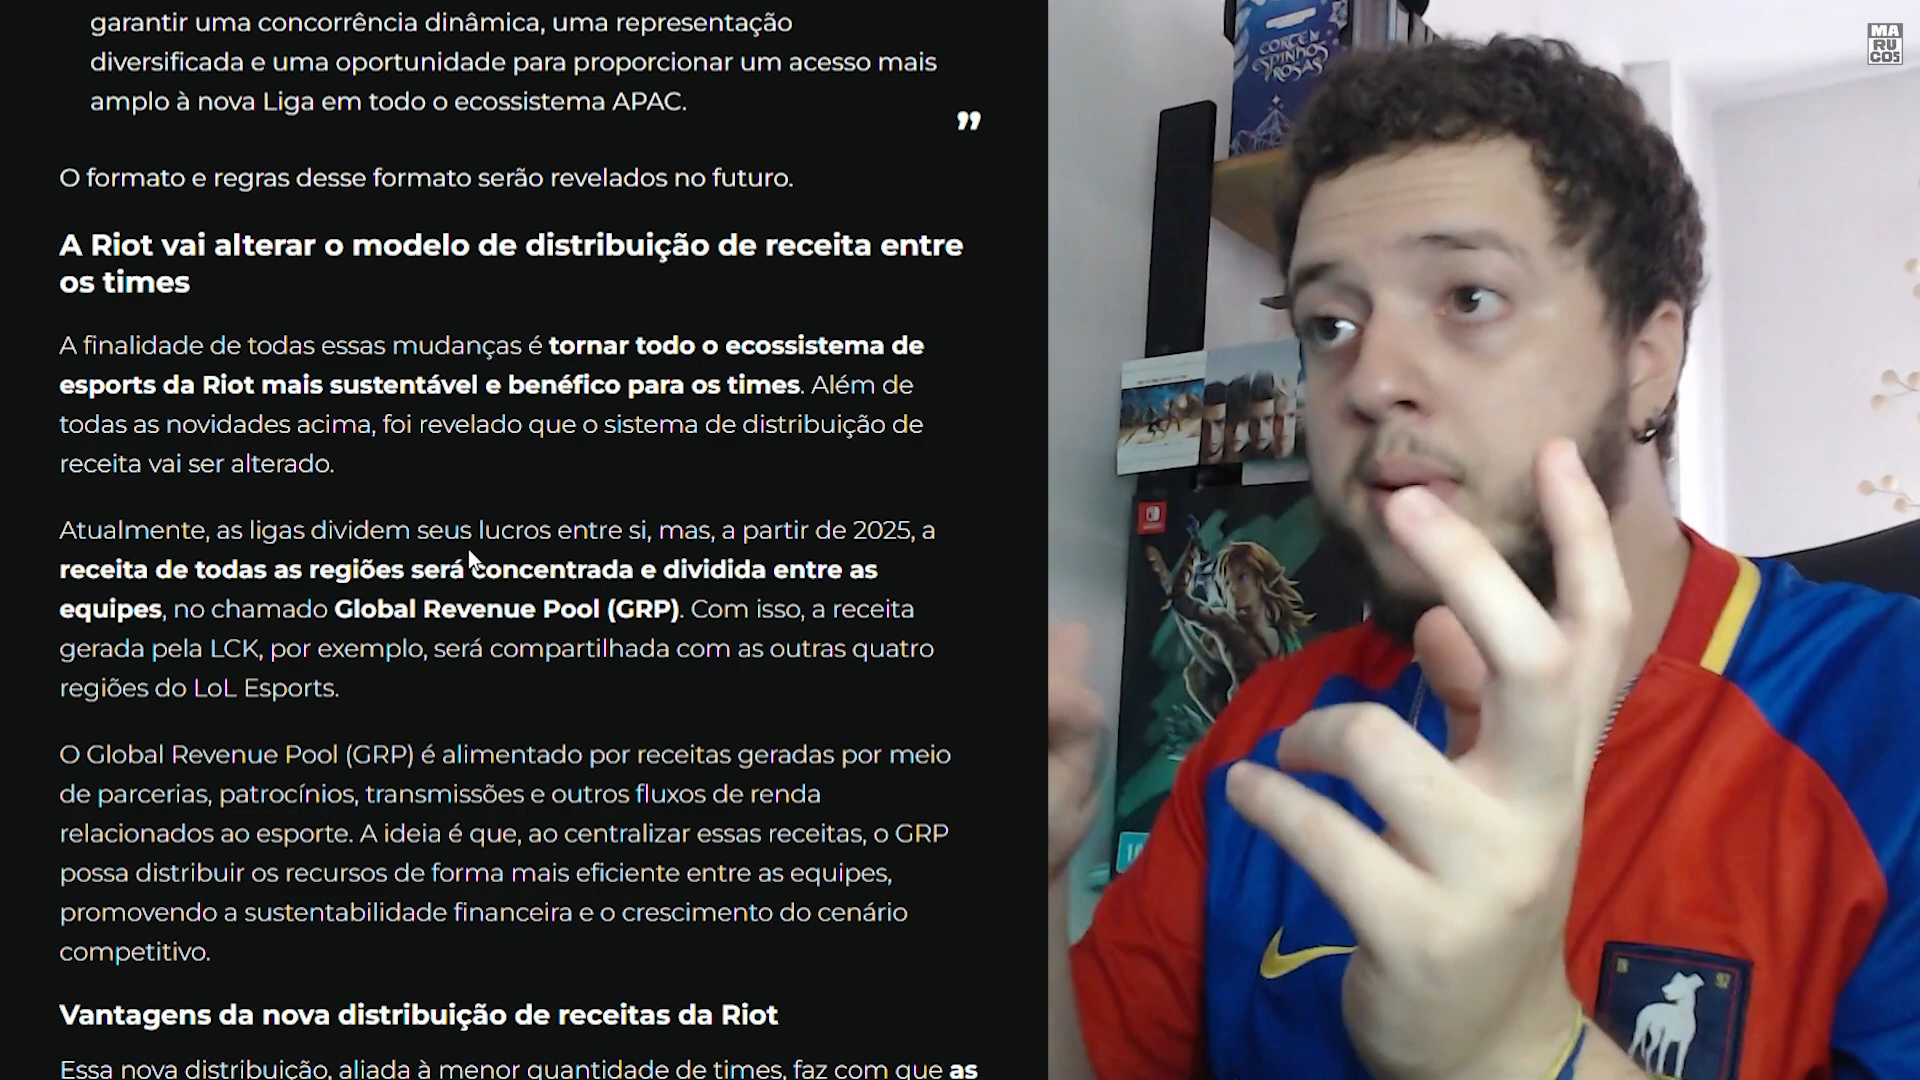 garantir uma concorrência dinâmica, uma representação
diversificada e uma oportunidade para proporcionar um acesso mais
amplo à nova Liga em todo o ecossistema APAC.
”
O formato e regras desse formato serão revelados no futuro.
A Riot vai alterar o modelo de distribuição de receita entre
os times
A finalidade de todas essas mudanças é tornar todo o ecossistema de
esports da Riot mais sustentável e benéfico para os times. Além de
todas as novidades acima, foi revelado que o sistema de distribuição de
receita vai ser alterado.
Atualmente, as ligas dividem seus lucros entre si, mas, a partir de 2025, a
receita de todas as regiões será concentrada e dividida entre as
equipes, no chamado Global Revenue Pool (GRP). Com isso, a receita
gerada pela LCK, por exemplo, será compartilhada com as outras quatro
regiões do LoL Esports.
O Global Revenue Pool (GRP) é alimentado por receitas geradas por meio
de parcerias, patrocínios, transmissões e outros fluxos de renda
relacionados ao esporte. A ideia é que, ao centralizar essas receitas, o GRP
possa distribuir os recursos de forma mais eficiente entre as equipes,
promovendo a sustentabilidade financeira e o crescimento do cenário
competitivo.
Vantagens da nova distribuição de receitas da Riot
Essa nova distribuição, aliada à menor quantidade de times, faz com que as
CORTE
ESPINHOS
ROSAS
MA
RU
COS